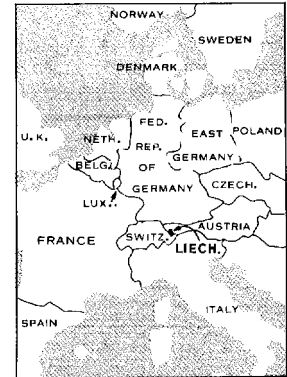 NORWAY
SWEDEN
DENMARK
U. K.
NETH.
FED.
REP.
OF
GERMANY
EAST
GERMANY
POLAND
BELG.
LUX.
CZECH.
FRANCE
SWITZ.
AUSTRIA
LIECH.
ITALY
SPAIN